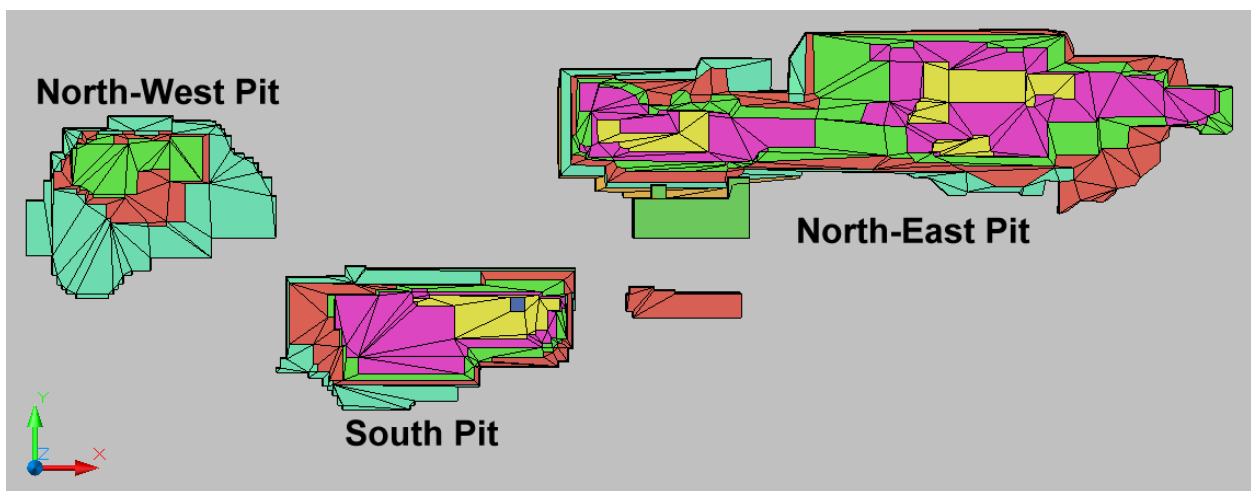 North-West Pit
North-East Pit
South Pit
Y
Z
X